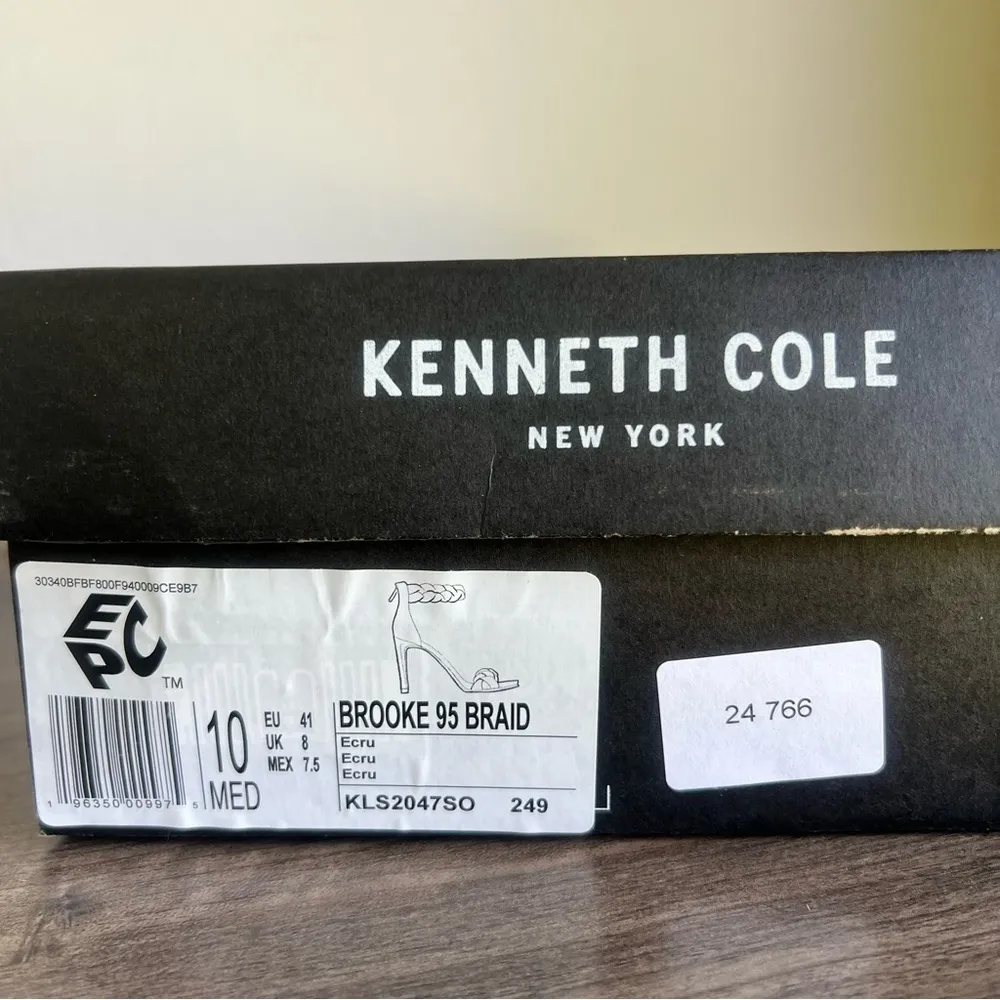 KENNETH COLE
NEW YORK
30340BFBF800F940009CE9B7
EPC
TM
10
MED
EU 41
UK 8
MEX 7.5
BROOKE 95 BRAID
Ecru
Ecru
Ecru
KLS2047SO 249
1 96350 00997 5
24 766